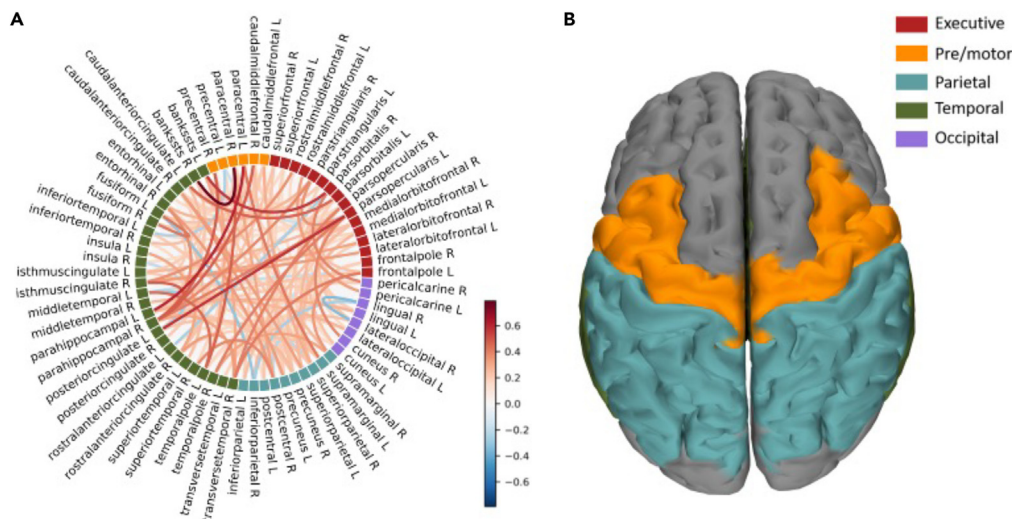 A
caudalmiddlefrontal L
superiorfrontal R
superiorfrontal L
rostralmiddlefrontal R
rostralmiddlefrontal L
parstriangularis R
parstriangularis L
parsorbitalis R
parsorbitalis L
parsopercularis R
parsopercularis L
medialorbitofrontal R
medialorbitofrontal L
lateralorbitofrontal R
lateralorbitofrontal L
frontalpole R
frontalpole L
pericalcarine R
pericalcarine L
lingual R
lingual L
lateraloccipital R
lateraloccipital L
cuneus R
cuneus L
supramarginal R
supramarginal L
superiorparietal R
superiorparietal L
precuneus R
precuneus L
postcentral R
postcentral L
inferiorparietal R
inferiorparietal L
transversetemporal R
transversetemporal L
temporalpole R
temporalpole L
superiortemporal R
superiortemporal L
rostralanteriorcingulate R
rostralanteriorcingulate L
posteriorcingulate R
posteriorcingulate L
parahippocampal R
parahippocampal L
middletemporal R
middletemporal L
isthmuscingulate R
isthmuscingulate L
insula R
insula L
inferiortemporal R
inferiortemporal L
fusiform R
fusiform L
entorhinal R
entorhinal L
caudalanteriorcingulate R
caudalanteriorcingulate L
bankssts R
bankssts L
precentral R
precentral L
paracentral R
paracentral L
caudalmiddlefrontal R
0.6
0.4
0.2
0.0
−0.2
−0.4
−0.6
B
Executive
Pre/motor
Parietal
Temporal
Occipital